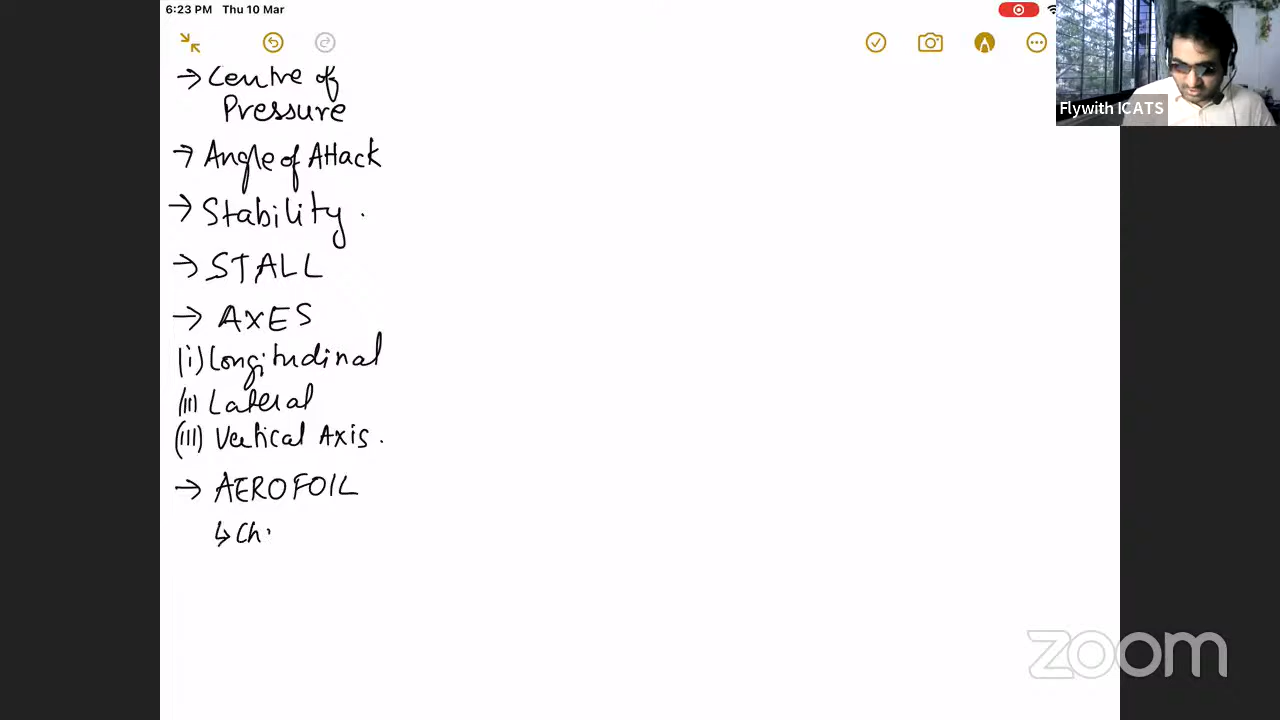 6:23 PM Thu 10 Mar
→ Centre of
Pressure
→ Angle of Attack
→ Stability.
→ STALL
→ AXES
(i) Longitudinal
(ii) Lateral
(iii) Vertical Axis.
→ AEROFOIL
↳ Ch.
Flywith ICATS
zoom